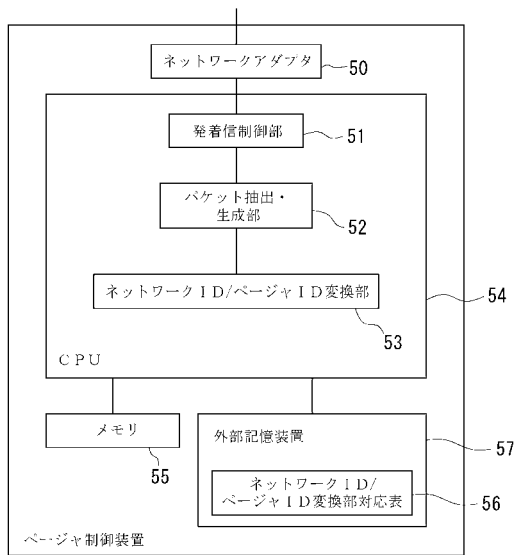 ネットワークアダプタ
50
発着信制御部
51
パケット抽出・
生成部
52
ネットワークID/ページャID変換部
53
54
CPU
メモリ
55
外部記憶装置
57
ネットワークID/
ページャID変換部対応表
56
ページャ制御装置